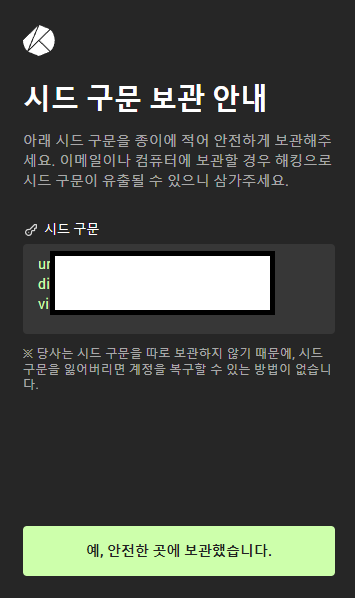 시드 구문 보관 안내
아래 시드 구문을 종이에 적어 안전하게 보관해주
세요. 이메일이나 컴퓨터에 보관할 경우 해킹으로
시드 구문이 유출될 수 있으니 삼가주세요.
시드 구문
※ 당사는 시드 구문을 따로 보관하지 않기 때문에, 시드
구문을 잃어버리면 계정을 복구할 수 있는 방법이 없습니
다.
예, 안전한 곳에 보관했습니다.